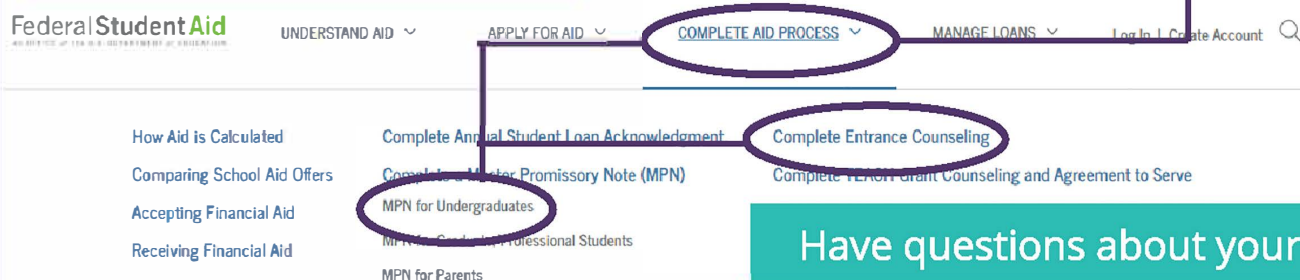 Federal Student Aid
UNDERSTAND AID
APPLY FOR AID
COMPLETE AID PROCESS
MANAGE LOANS
Log In | Create Account
How Aid is Calculated
Comparing School Aid Offers
Accepting Financial Aid
Receiving Financial Aid
Complete Annual Student Loan Acknowledgment
Complete a Master Promissory Note (MPN)
MPN for Undergraduates
MPN for Graduate/Professional Students
MPN for Parents
Complete Entrance Counseling
Complete TEACH Grant Counseling and Agreement to Serve
Have questions about your